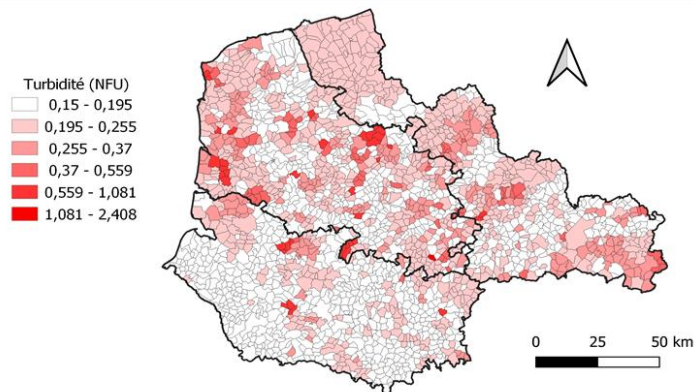 Turbidité (NFU)
0,15 - 0,195
0,195 - 0,255
0,255 - 0,37
0,37 - 0,559
0,559 - 1,081
1,081 - 2,408
0 25 50 km